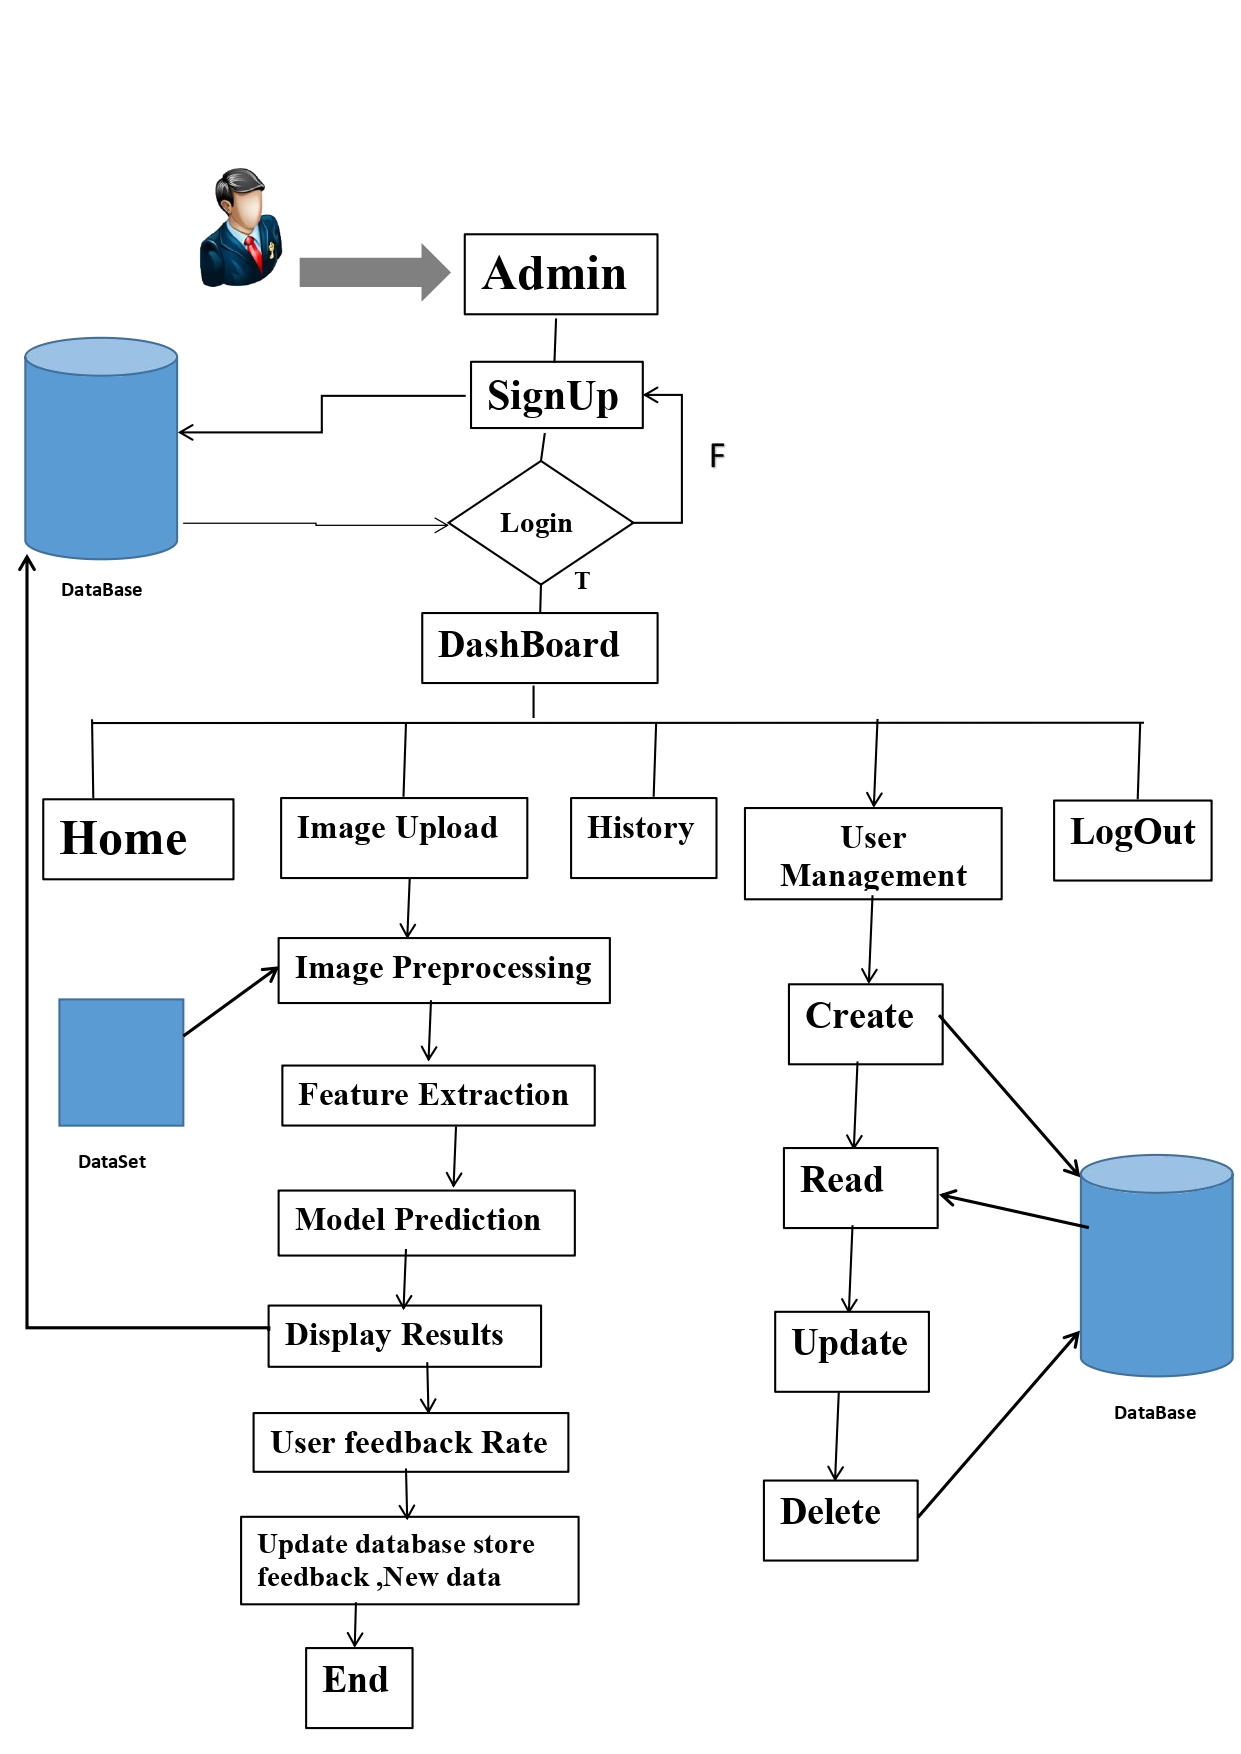 Admin
SignUp
F
Login
T
DataBase
DashBoard
Home
Image Upload
History
User
Management
LogOut
Image Preprocessing
Create
Feature Extraction
DataSet
Read
Model Prediction
Display Results
Update
DataBase
User feedback Rate
Delete
Update database store
feedback ,New data
End